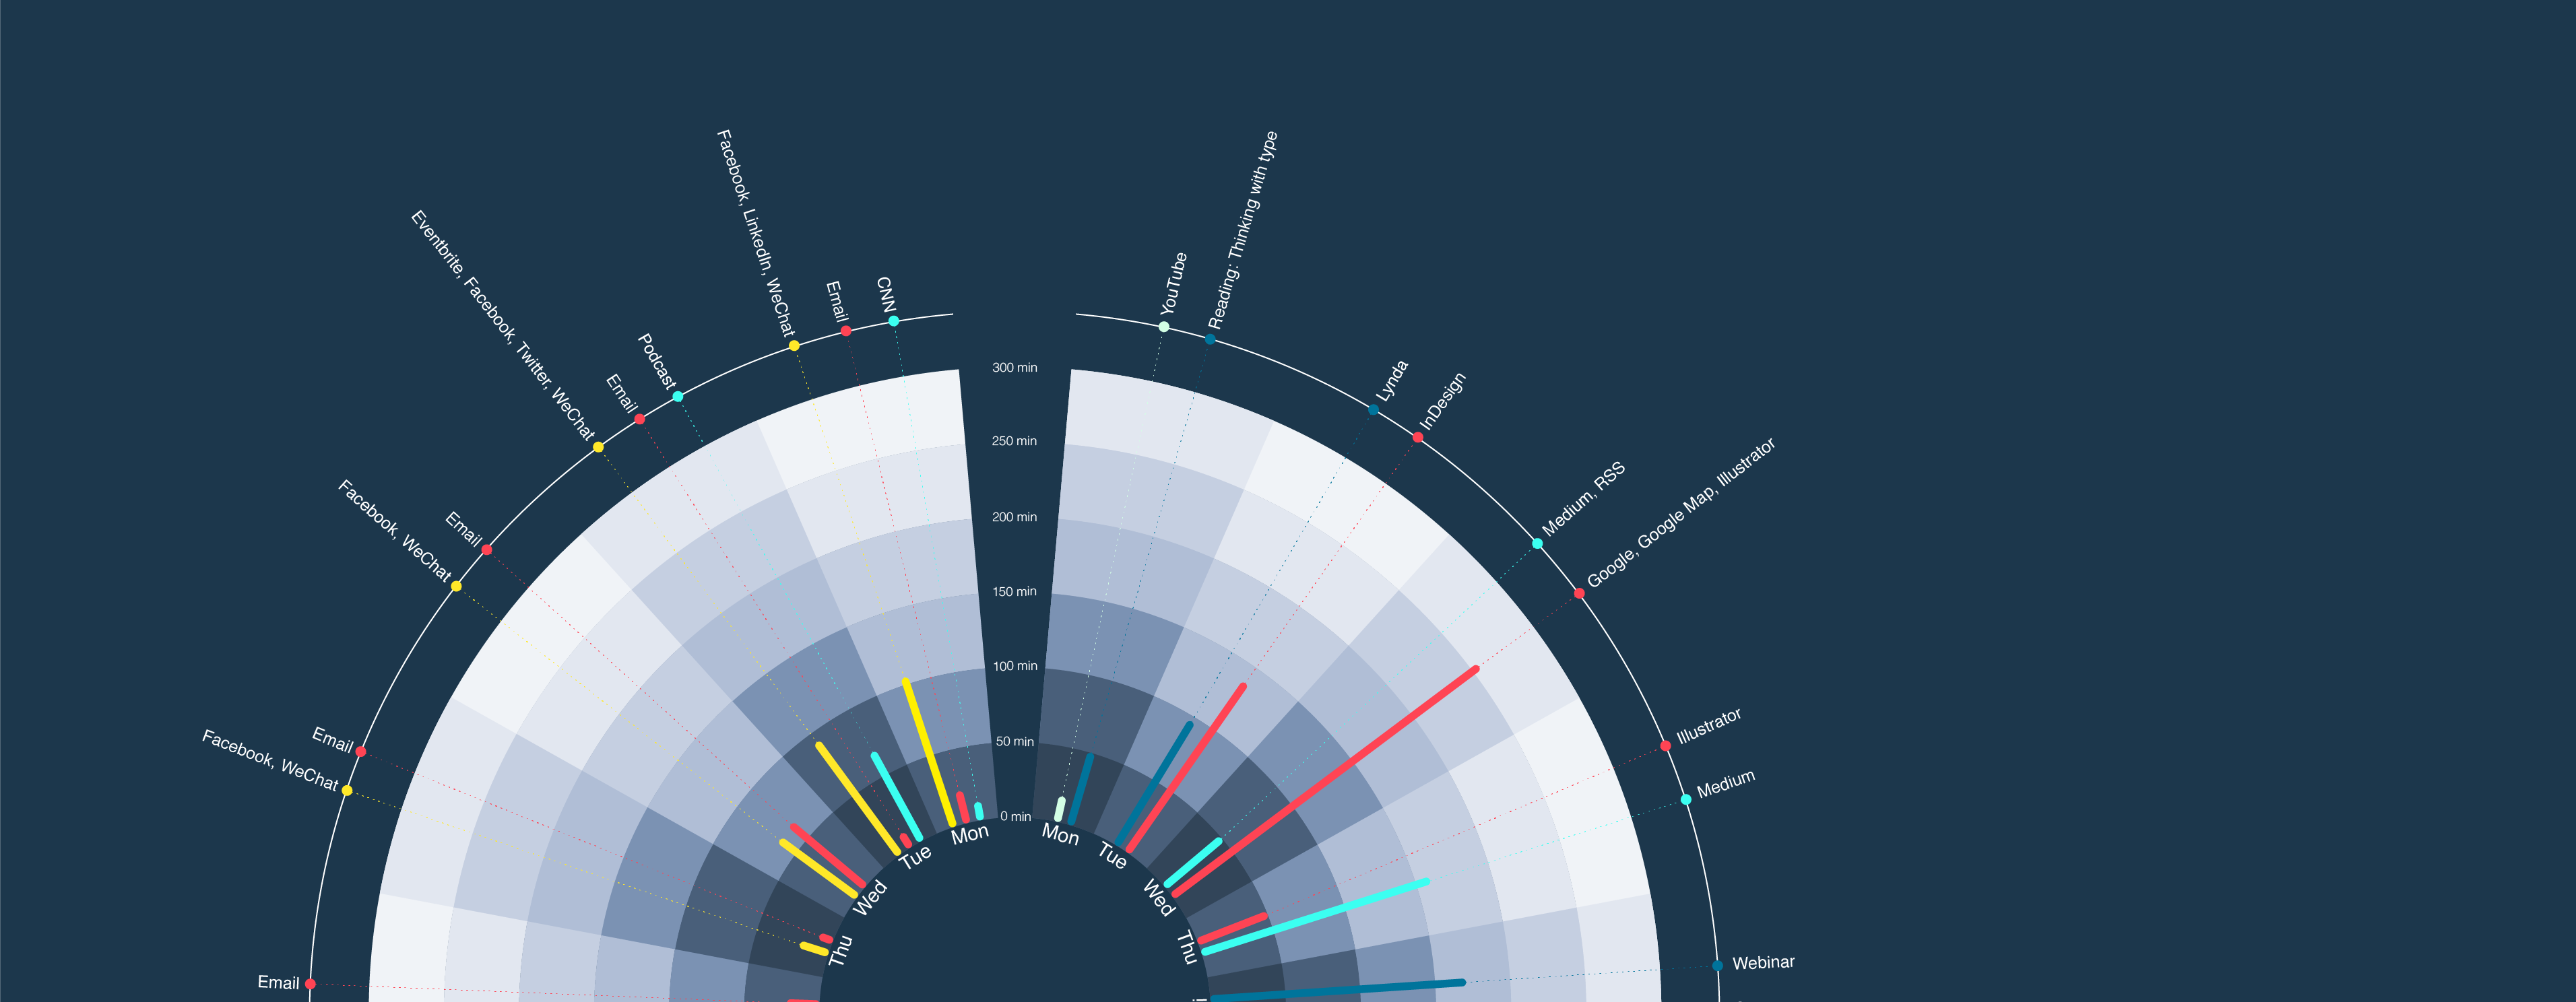 Facebook, LinkedIn, WeChat
Email
CNN
Eventbrite, Facebook, Twitter, WeChat
Email
Podcast
Facebook, WeChat
Email
Email
Facebook, WeChat
Email
YouTube
Reading: Thinking with type
Lynda
InDesign
Medium, RSS
Google, Google Map, Illustrator
Illustrator
Medium
Webinar
300 min
250 min
200 min
150 min
100 min
50 min
0 min
Mon
Tue
Wed
Thu
Mon
Tue
Wed
Thu